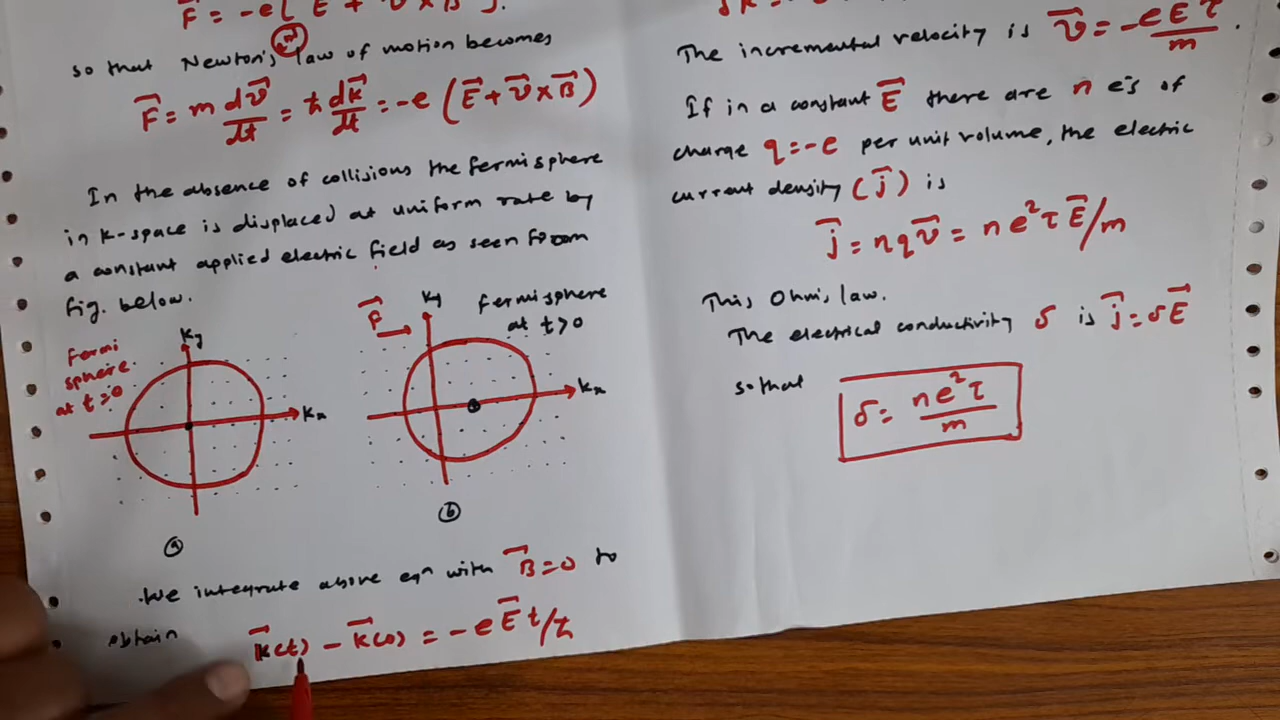 F⃗ = -e [ E⃗ + v⃗ × B⃗ ].
2nd
so that Newton's law of motion becomes
F⃗ = m dv⃗/dt = ħ dk⃗/dt = -e (E⃗ + v⃗ × B⃗)
In the absence of collisions the fermisphere
in k-space is displaced at uniform rate by
a constant applied electric field as seen from
fig. below.
Fermi
sphere
at t=0
ky
kx
ⓐ
F⃗
ky
fermisphere
at t>0
kx
ⓑ
We integrate above eqn with B⃗=0 to
obtain k⃗(t) - k⃗(0) = -e E⃗ t/ħ
The incremental velocity is v⃗ = -eE⃗τ/m.
If in a constant E⃗ there are n e's of
charge q=-e per unit volume, the electric
current density (j⃗) is
j⃗ = nqv⃗ = ne²τE⃗/m
This Ohm's law.
The electrical conductivity σ is j⃗ = σE⃗
so that
σ = ne²τ/m